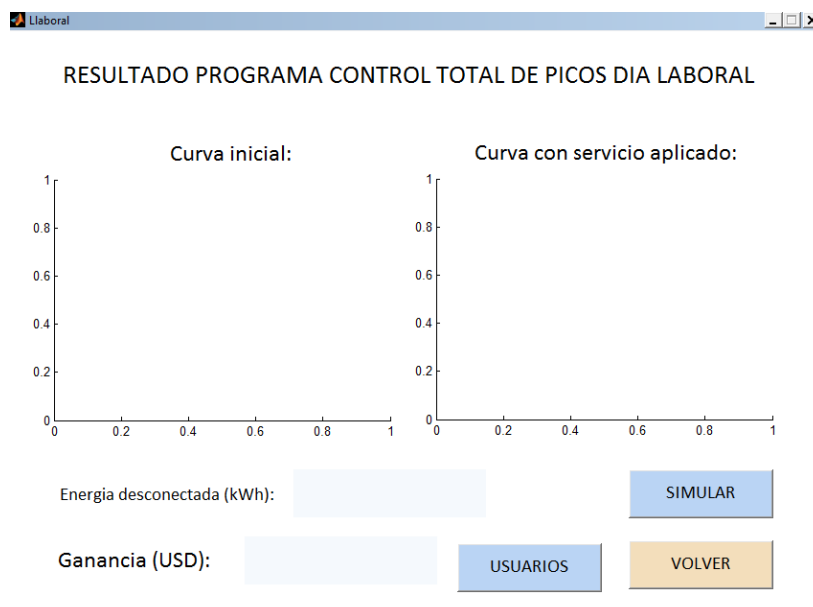 Llaboral
RESULTADO PROGRAMA CONTROL TOTAL DE PICOS DIA LABORAL
Curva inicial:
1
0.8
0.6
0.4
0.2
0
0 0.2 0.4 0.6 0.8 1
Curva con servicio aplicado:
1
0.8
0.6
0.4
0.2
0
0 0.2 0.4 0.6 0.8 1
Energia desconectada (kWh):
SIMULAR
Ganancia (USD):
USUARIOS
VOLVER